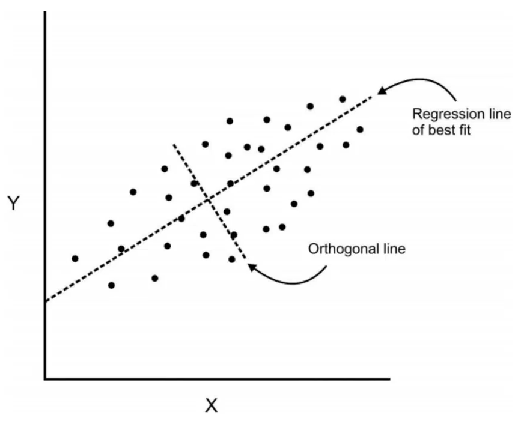 Regression line
of best fit
Y
Orthogonal line
X